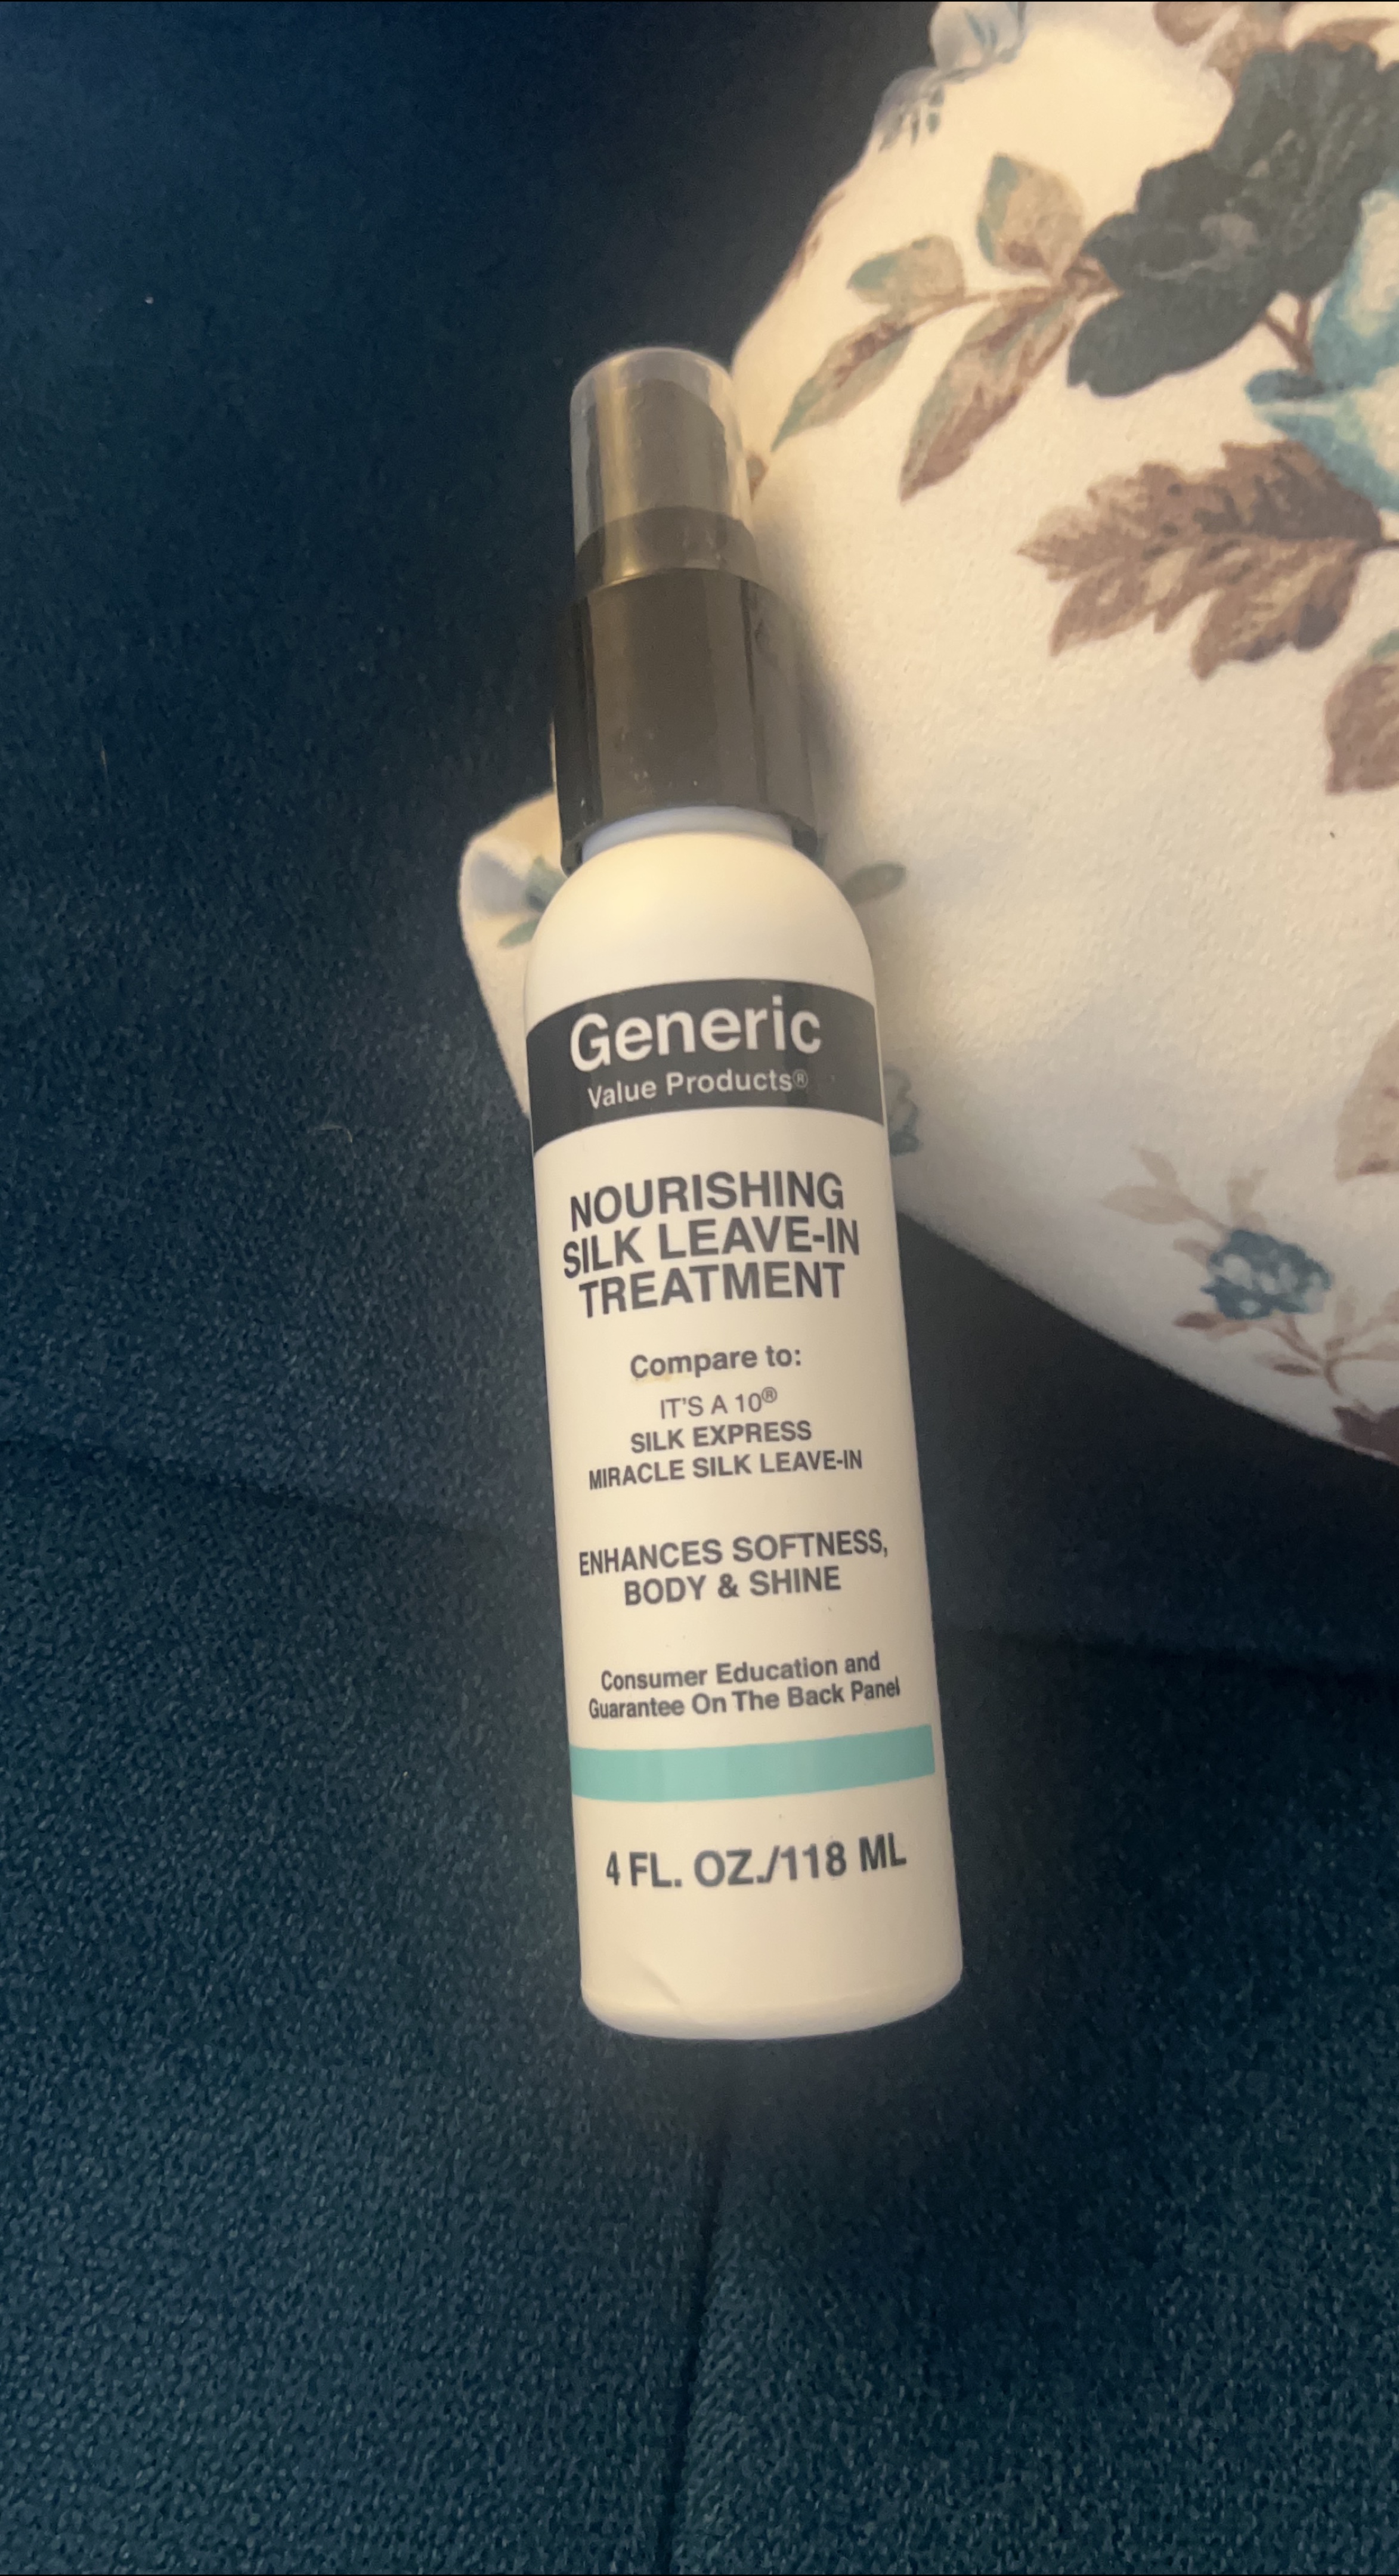 Generic
Value Products®
NOURISHING
SILK LEAVE-IN
TREATMENT
Compare to:
IT'S A 10®
SILK EXPRESS
MIRACLE SILK LEAVE-IN
ENHANCES SOFTNESS,
BODY & SHINE
Consumer Education and
Guarantee On The Back Panel
4 FL. OZ./118 ML